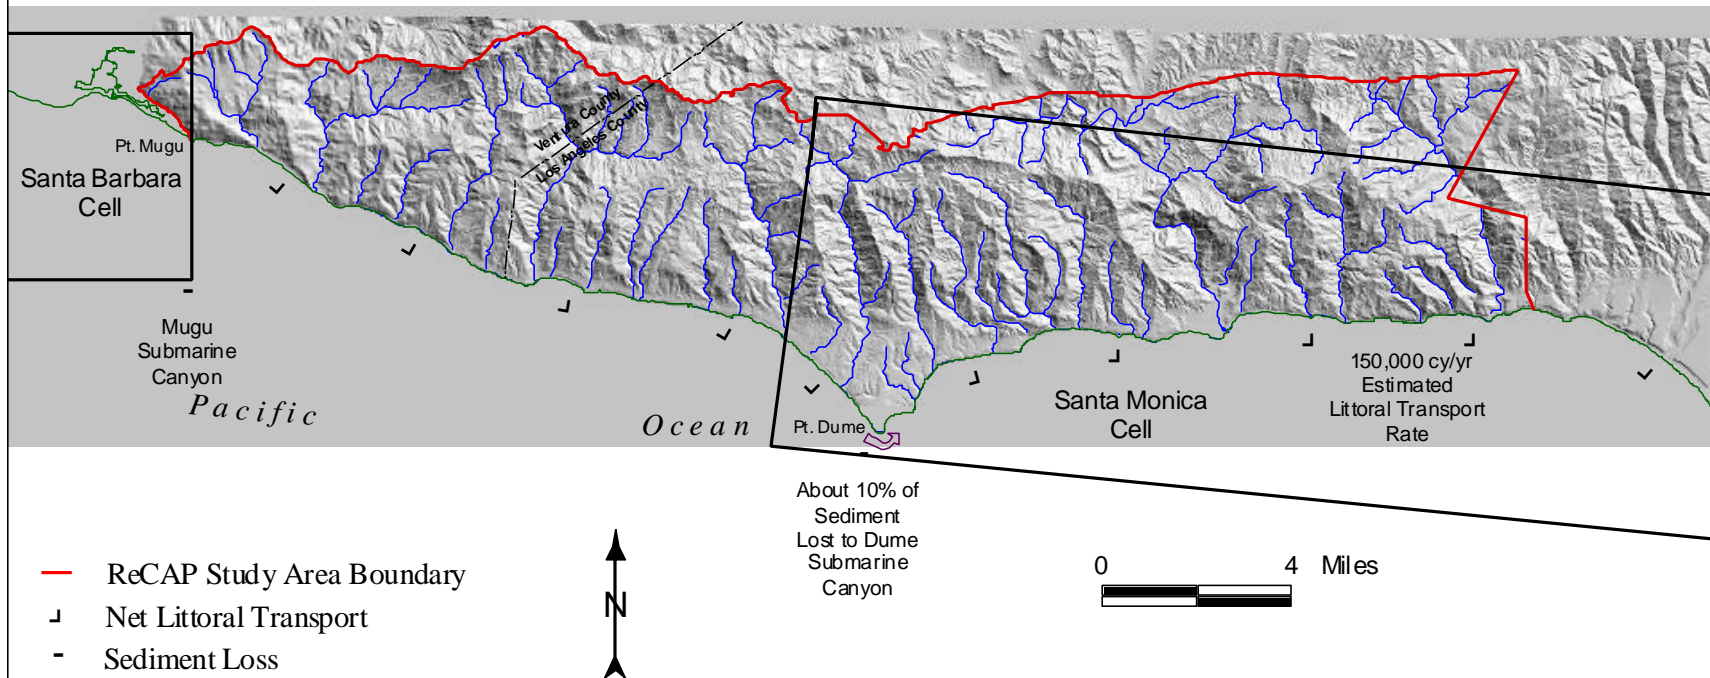 Ventura County
Los Angeles County
Pt. Mugu
Santa Barbara
Cell
Mugu
Submarine
Canyon
Pacific
Ocean
Pt. Dume
Santa Monica
Cell
150,000 cy/yr
Estimated
Littoral Transport
Rate
About 10% of
Sediment
Lost to Dume
Submarine
Canyon
ReCAP Study Area Boundary
Net Littoral Transport
Sediment Loss
N
0 4 Miles